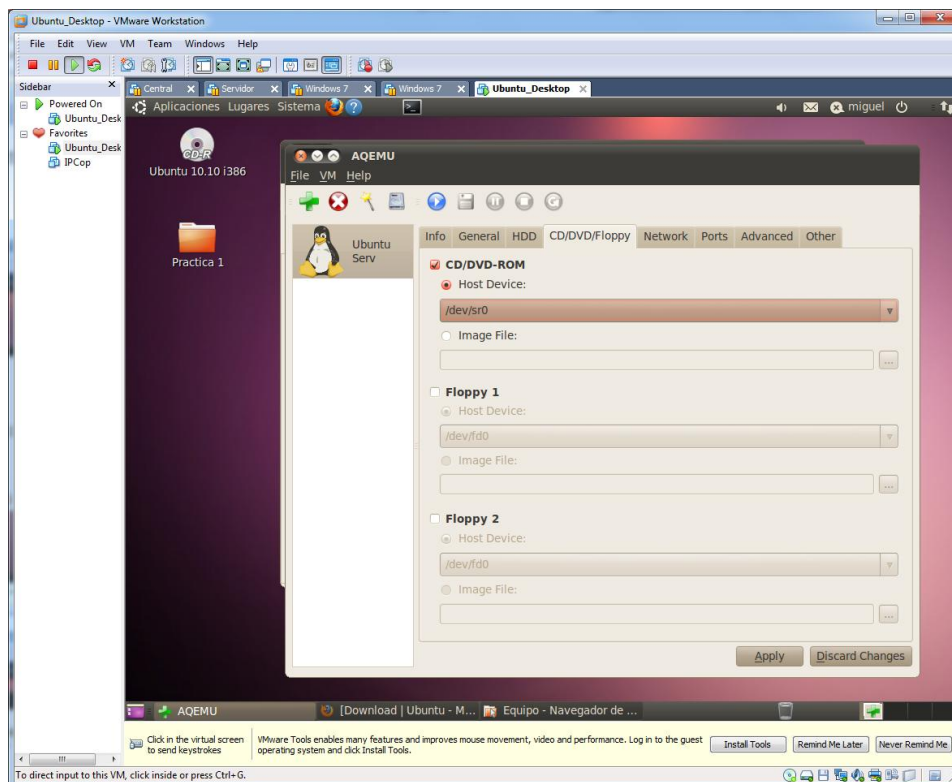 Ubuntu_Desktop - VMware Workstation
File Edit View VM Team Windows Help
Sidebar
Powered On
Ubuntu_Desk
Favorites
Ubuntu_Desk
IPCop
Central
Servidor
Windows 7
Windows 7
Ubuntu_Desktop
Aplicaciones Lugares Sistema
miguel
CD-R
Ubuntu 10.10 i386
Practica 1
AQEMU
File VM Help
Ubuntu
Serv
Info General HDD CD/DVD/Floppy Network Ports Advanced Other
CD/DVD-ROM
Host Device:
/dev/sr0
Image File:
...
Floppy 1
Host Device:
/dev/fd0
Image File:
...
Floppy 2
Host Device:
/dev/fd0
Image File:
...
Apply Discard Changes
AQEMU
[Download | Ubuntu - M...
Equipo - Navegador de ...
Click in the virtual screen
to send keystrokes
VMware Tools enables many features and improves mouse movement, video and performance. Log in to the guest
operating system and click Install Tools.
Install Tools Remind Me Later Never Remind Me
To direct input to this VM, click inside or press Ctrl+G.